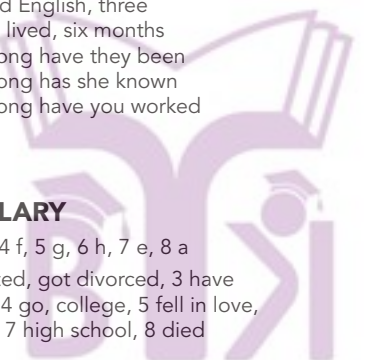 d English, three
lived, six months
ong have they been
ong has she known
ong have you worked
LARY
4 f, 5 g, 6 h, 7 e, 8 a
ed, got divorced, 3 have
4 go, college, 5 fell in love,
7 high school, 8 died